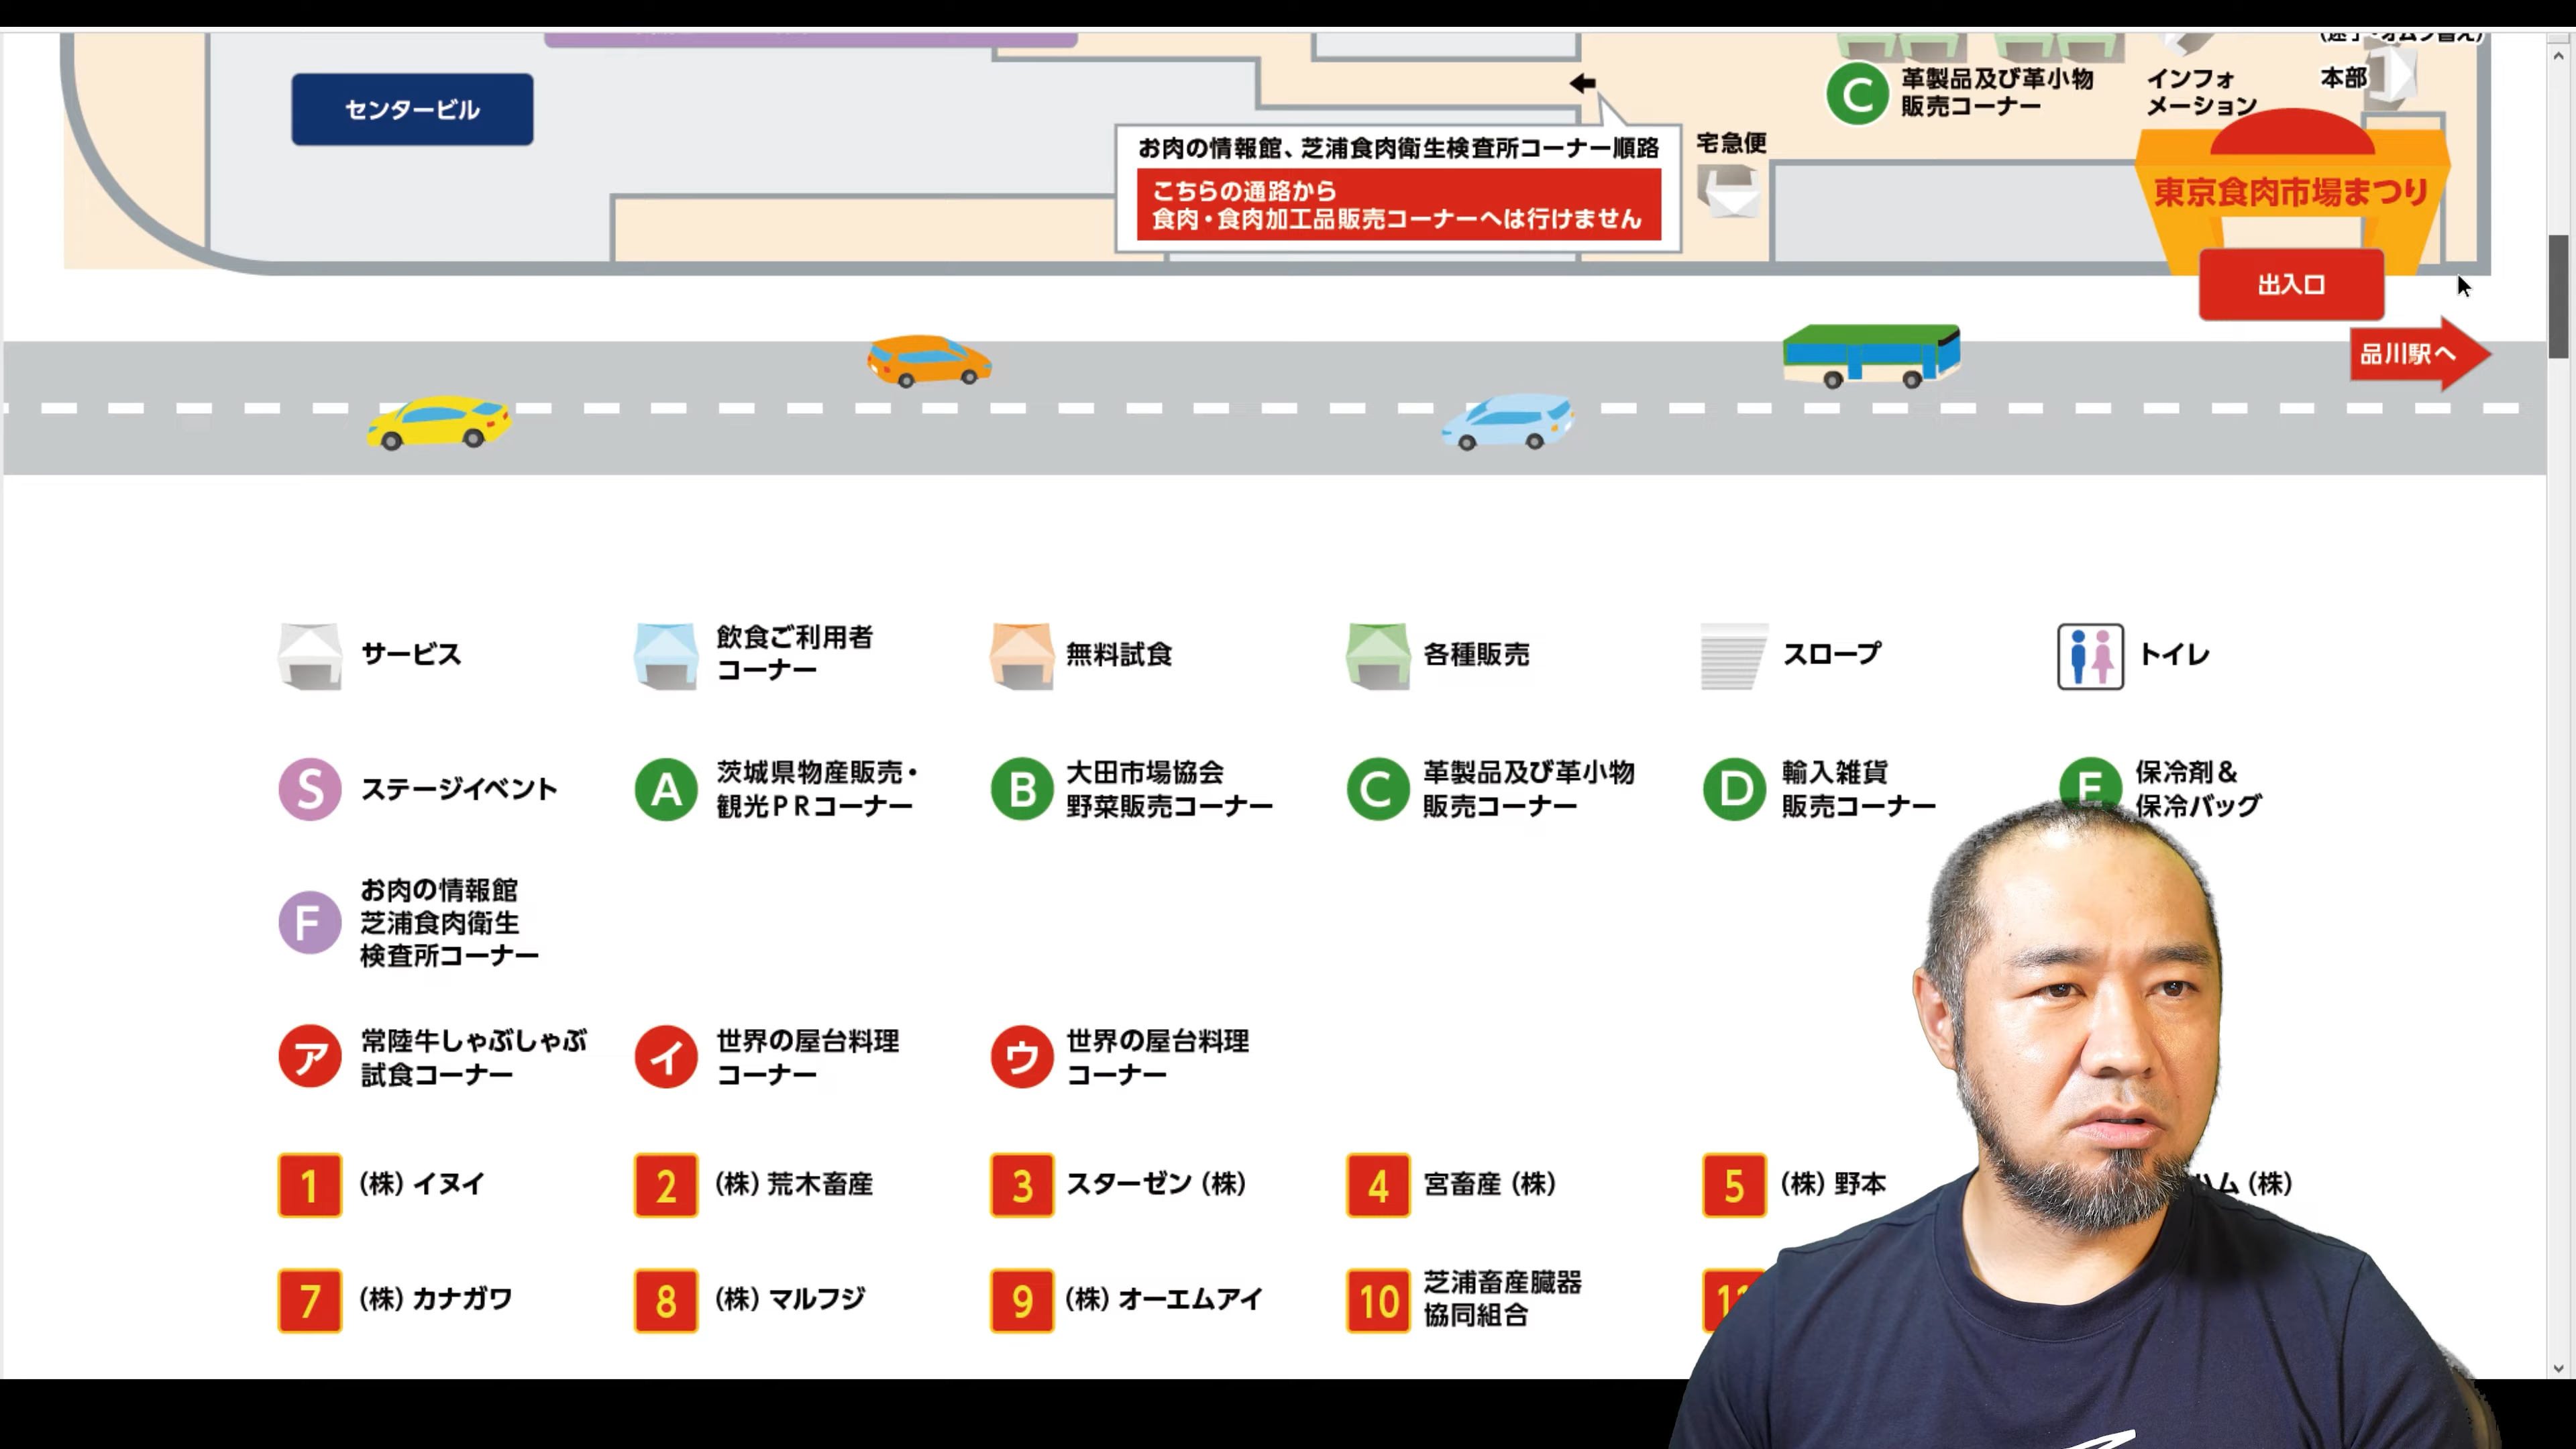 センタービル
お肉の情報館、芝浦食肉衛生検査所コーナー順路
こちらの通路から
食肉・食肉加工品販売コーナーへは行けません
宅急便
C
革製品及び革小物
販売コーナー
インフォ
メーション
本部
東京食肉市場まつり
出入口
品川駅へ
サービス
飲食ご利用者
コーナー
無料試食
各種販売
スロープ
トイレ
S
ステージイベント
A
茨城県物産販売・
観光PRコーナー
B
大田市場協会
野菜販売コーナー
C
革製品及び革小物
販売コーナー
D
輸入雑貨
販売コーナー
E
保冷剤&
保冷バッグ
F
お肉の情報館
芝浦食肉衛生
検査所コーナー
ア
常陸牛しゃぶしゃぶ
試食コーナー
イ
世界の屋台料理
コーナー
ウ
世界の屋台料理
コーナー
1
(株)イヌイ
2
(株)荒木畜産
3
スターゼン(株)
4
宮畜産(株)
5
(株)野本
ハム(株)
7
(株)カナガワ
8
(株)マルフジ
9
(株)オーエムアイ
10
芝浦畜産臓器
協同組合
11